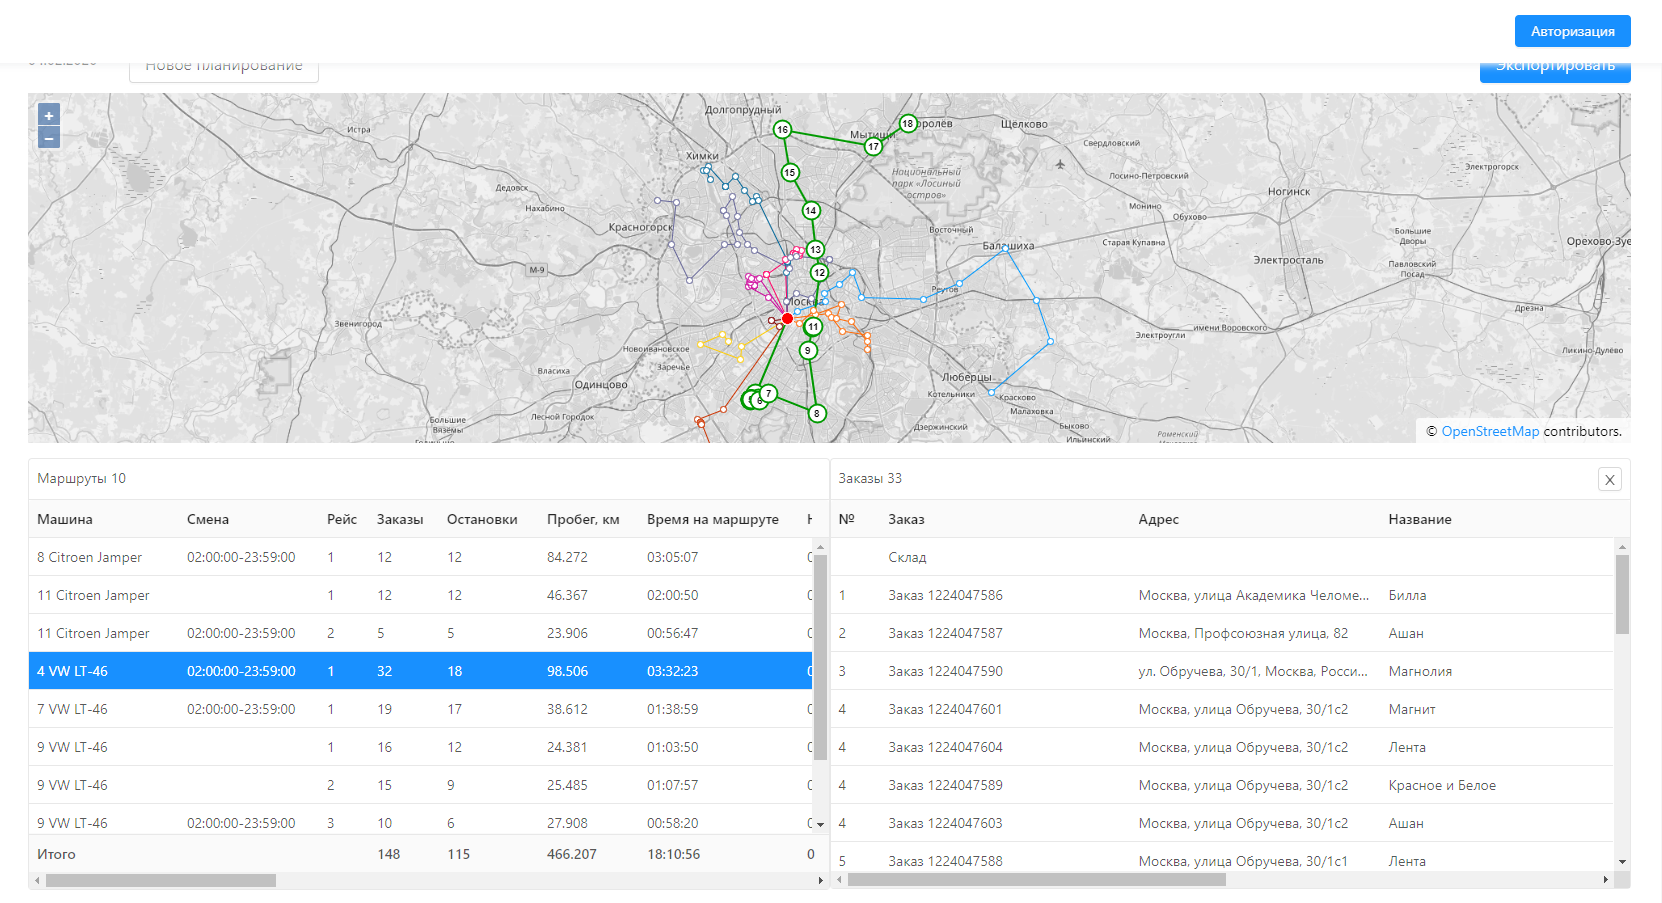 Авторизация
Новое планирование
Экспортировать
+
−
Долгопрудный
Истра
Химки
Мытищи
Щёлково
Свердловский
Электрогорск
Национальный
парк «Лосиный
остров»
Лосино-Петровский
Дедовск
Нахабино
Красногорск
Монино
Обухово
Ногинск
Восточный
Балашиха
Старая Купавна
Большие
Дворы
Орехово-Зуе
М-9
Электросталь
Павловский
Посад
Москва
Реутов
Дрезна
Звенигород
Электроугли
имени Воровского
Новоивановское
Заречье
Ликино-Дулёво
Власиха
Одинцово
Люберцы
Котельники
Красково
Малаховка
Большие
Вязёмы
Лесной Городок
Дзержинский
Быково
Ильинский
Раменский
16
18
17
15
14
13
12
11
9
7
6
8
© OpenStreetMap contributors.
Маршруты 10
Машина Смена Рейс Заказы Остановки Пробег, км Время на маршруте
8 Citroen Jamper 02:00:00-23:59:00 1 12 12 84.272 03:05:07
11 Citroen Jamper 1 12 12 46.367 02:00:50
11 Citroen Jamper 02:00:00-23:59:00 2 5 5 23.906 00:56:47
4 VW LT-46 02:00:00-23:59:00 1 32 18 98.506 03:32:23
7 VW LT-46 02:00:00-23:59:00 1 19 17 38.612 01:38:59
9 VW LT-46 1 16 12 24.381 01:03:50
9 VW LT-46 2 15 9 25.485 01:07:57
9 VW LT-46 02:00:00-23:59:00 3 10 6 27.908 00:58:20
Итого 148 115 466.207 18:10:56 0
Заказы 33
X
№ Заказ Адрес Название
Склад
1 Заказ 1224047586 Москва, улица Академика Челоме... Билла
2 Заказ 1224047587 Москва, Профсоюзная улица, 82 Ашан
3 Заказ 1224047590 ул. Обручева, 30/1, Москва, Росси... Магнолия
4 Заказ 1224047601 Москва, улица Обручева, 30/1с2 Магнит
4 Заказ 1224047604 Москва, улица Обручева, 30/1с2 Лента
4 Заказ 1224047589 Москва, улица Обручева, 30/1с2 Красное и Белое
4 Заказ 1224047603 Москва, улица Обручева, 30/1с2 Ашан
5 Заказ 1224047588 Москва, улица Обручева, 30/1с1 Лента